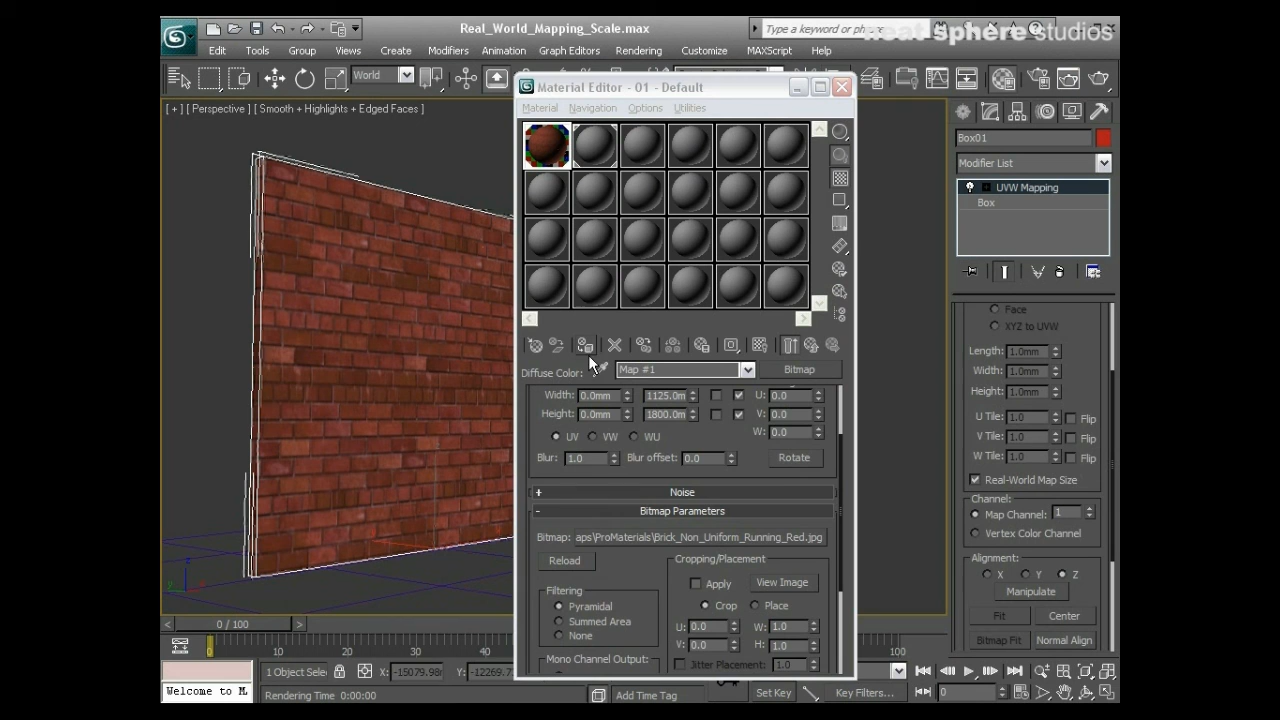 Real_World_Mapping_Scale.max
Type a keyword or phrase
neat sphere studios
Edit Tools Group Views Create Modifiers Animation Graph Editors Rendering Customize MAXScript Help
World
Material Editor - 01 - Default
Material Navigation Options Utilities
[ + ] [ Perspective ] [ Smooth + Highlights + Edged Faces ]
Box01
Modifier List
UVW Mapping
Box
Diffuse Color: Map #1 Bitmap
Width: 0.0mm 1125.0m U: 0.0
Height: 0.0mm 1800.0m V: 0.0
W: 0.0
UV VW WU
Blur: 1.0 Blur offset: 0.0 Rotate
+ Noise
- Bitmap Parameters
Bitmap: aps\ProMaterials\Brick_Non_Uniform_Running_Red.jpg
Reload
Cropping/Placement
Apply View Image
Filtering
Pyramidal
Summed Area
None
Crop Place
U: 0.0 W: 1.0
V: 0.0 H: 1.0
Mono Channel Output:
Jitter Placement: 1.0
Face
XYZ to UVW
Length: 1.0mm
Width: 1.0mm
Height: 1.0mm
U Tile: 1.0 Flip
V Tile: 1.0 Flip
W Tile: 1.0 Flip
Real-World Map Size
Channel:
Map Channel: 1
Vertex Color Channel
Alignment:
X Y Z
Manipulate
Fit Center
Bitmap Fit Normal Align
< 0 / 100 >
0 10 20 30 40 100
1 Object Sele X: -15079.98 Y: -12269.7
Welcome to M
Rendering Time 0:00:00
Add Time Tag
Set Key Key Filters...
0